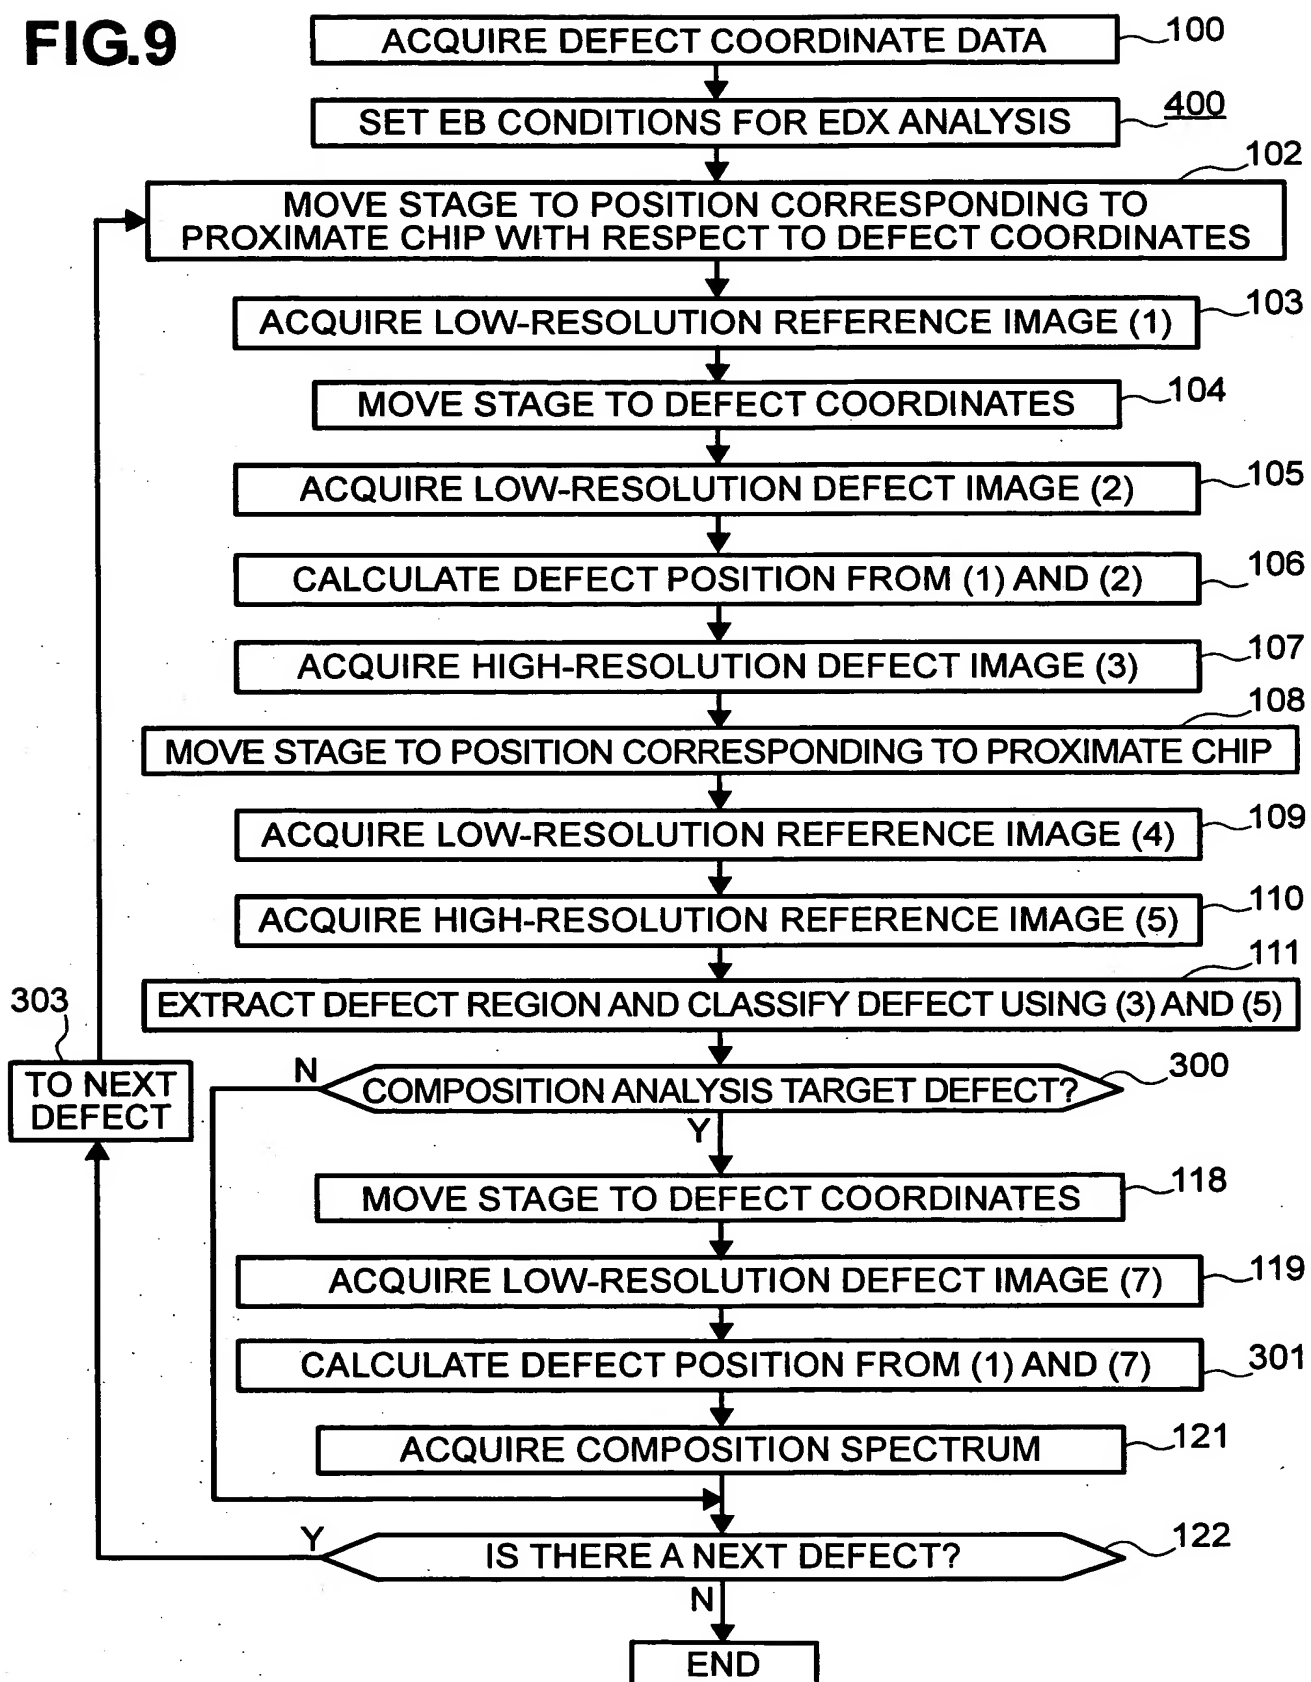 FIG.9
ACQUIRE DEFECT COORDINATE DATA
100
SET EB CONDITIONS FOR EDX ANALYSIS
400
102
MOVE STAGE TO POSITION CORRESPONDING TO
PROXIMATE CHIP WITH RESPECT TO DEFECT COORDINATES
103
ACQUIRE LOW-RESOLUTION REFERENCE IMAGE (1)
MOVE STAGE TO DEFECT COORDINATES
104
ACQUIRE LOW-RESOLUTION DEFECT IMAGE (2)
105
CALCULATE DEFECT POSITION FROM (1) AND (2)
106
ACQUIRE HIGH-RESOLUTION DEFECT IMAGE (3)
107
108
MOVE STAGE TO POSITION CORRESPONDING TO PROXIMATE CHIP
ACQUIRE LOW-RESOLUTION REFERENCE IMAGE (4)
109
ACQUIRE HIGH-RESOLUTION REFERENCE IMAGE (5)
110
111
EXTRACT DEFECT REGION AND CLASSIFY DEFECT USING (3) AND (5)
303
TO NEXT
DEFECT
N
COMPOSITION ANALYSIS TARGET DEFECT?
300
Y
MOVE STAGE TO DEFECT COORDINATES
118
ACQUIRE LOW-RESOLUTION DEFECT IMAGE (7)
119
CALCULATE DEFECT POSITION FROM (1) AND (7)
301
ACQUIRE COMPOSITION SPECTRUM
121
Y
IS THERE A NEXT DEFECT?
122
N
END